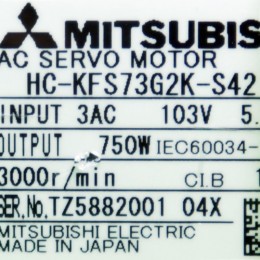 MITSUBIS
AC SERVO MOTOR
HC-KFS73G2K-S42
INPUT 3AC 103V 5.
OUTPUT 750W IEC60034-
3000r/min CI.B 1
SER.No.TZ5882001 04X
MITSUBISHI ELECTRIC
MADE IN JAPAN